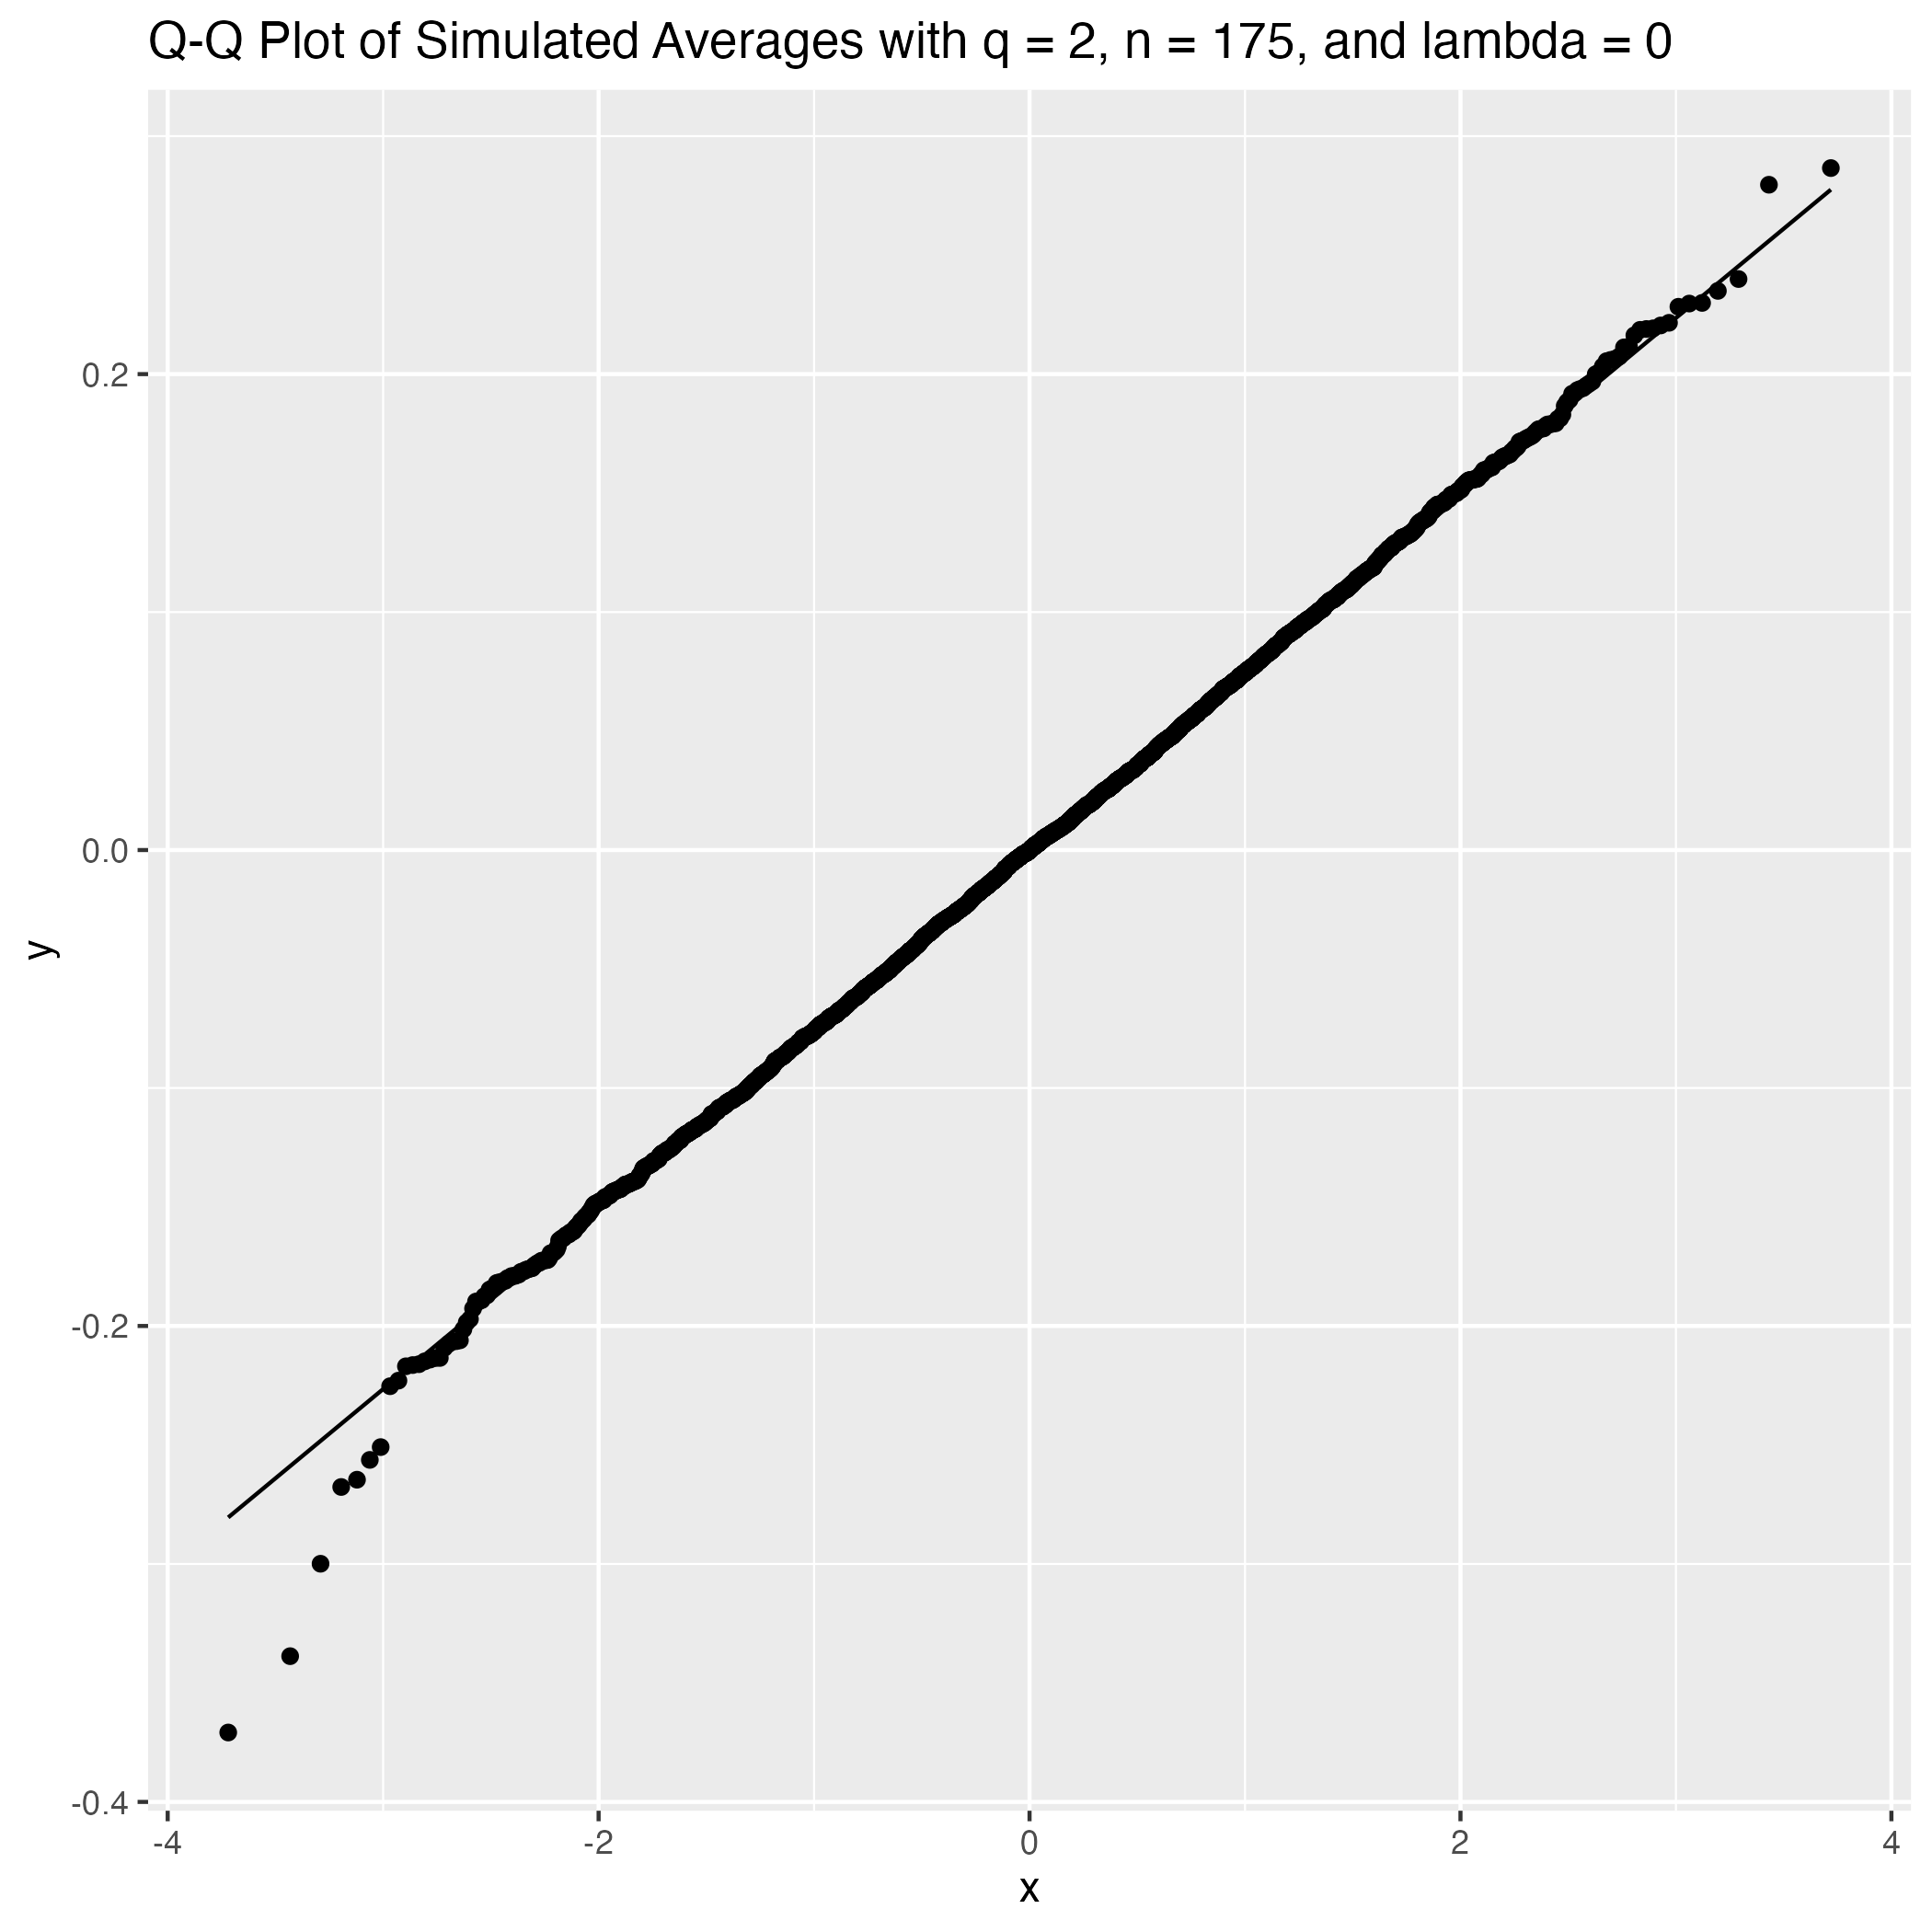 Q-Q Plot of Simulated Averages with q = 2, n = 175, and lambda = 0
0.2
0.0
-0.2
-0.4
y
-4 -2 0 2 4
x